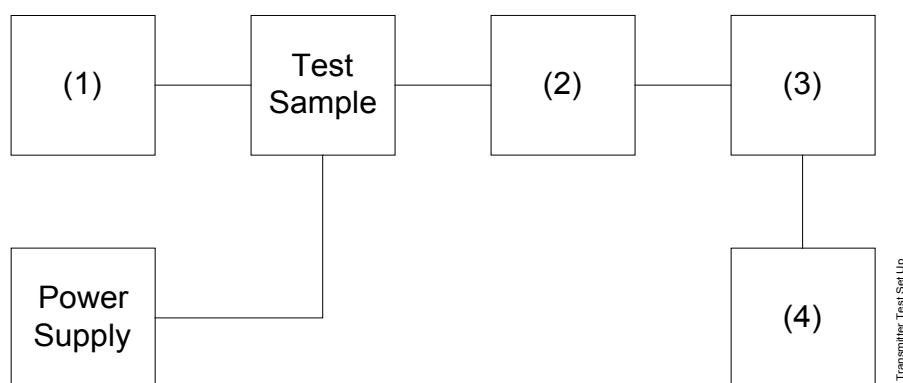 (1)
Test
Sample
(2)
(3)
Power
Supply
(4)
Transmitter Test Set Up